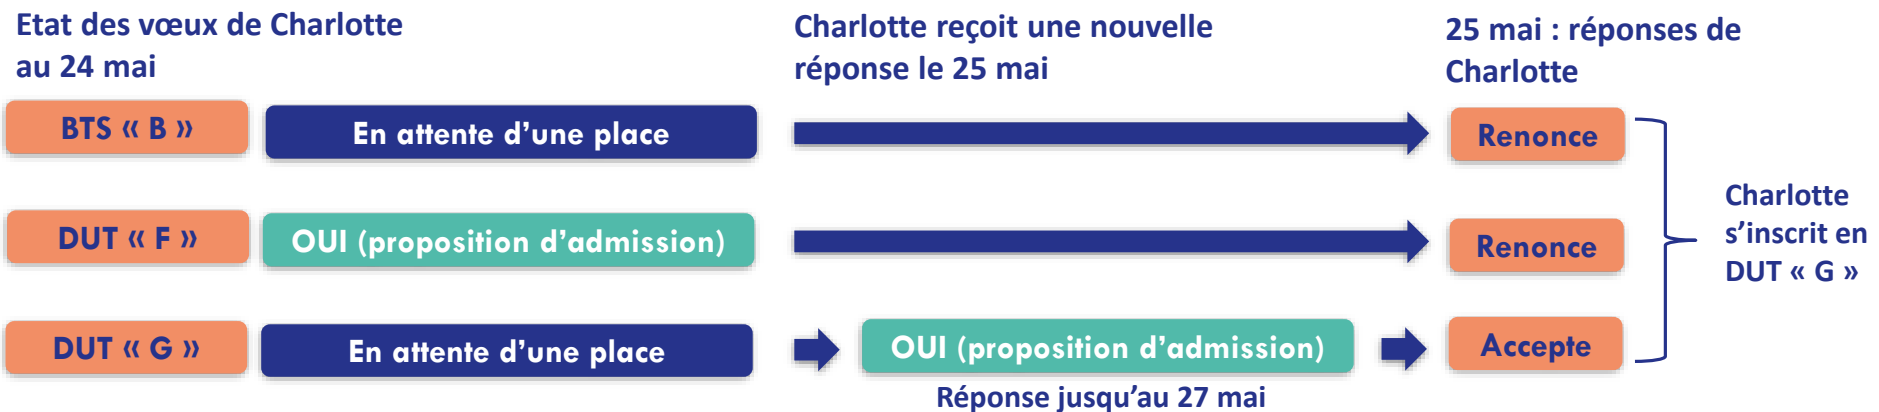 Etat des vœux de Charlotte
au 24 mai
Charlotte reçoit une nouvelle
réponse le 25 mai
25 mai : réponses de
Charlotte
BTS « B »
En attente d’une place
Renonce
DUT « F »
OUI (proposition d’admission)
Renonce
DUT « G »
En attente d’une place
OUI (proposition d’admission)
Réponse jusqu’au 27 mai
Accepte
Charlotte
s’inscrit en
DUT « G »